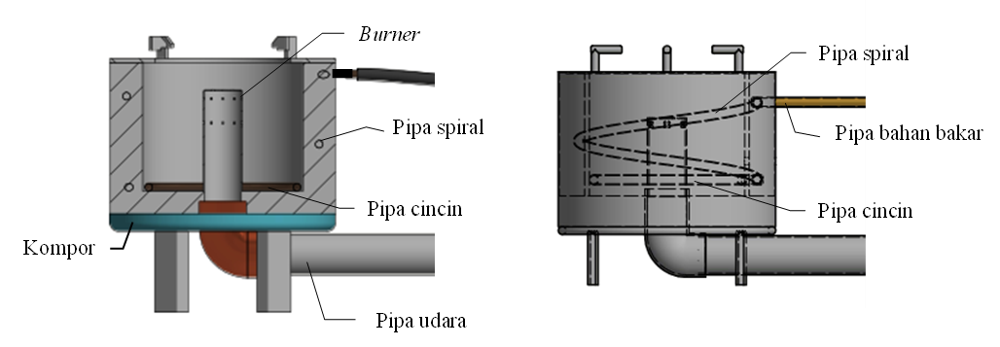 Burner
Pipa spiral
Pipa cincin
Kompor
Pipa udara
Pipa spiral
Pipa bahan bakar
Pipa cincin